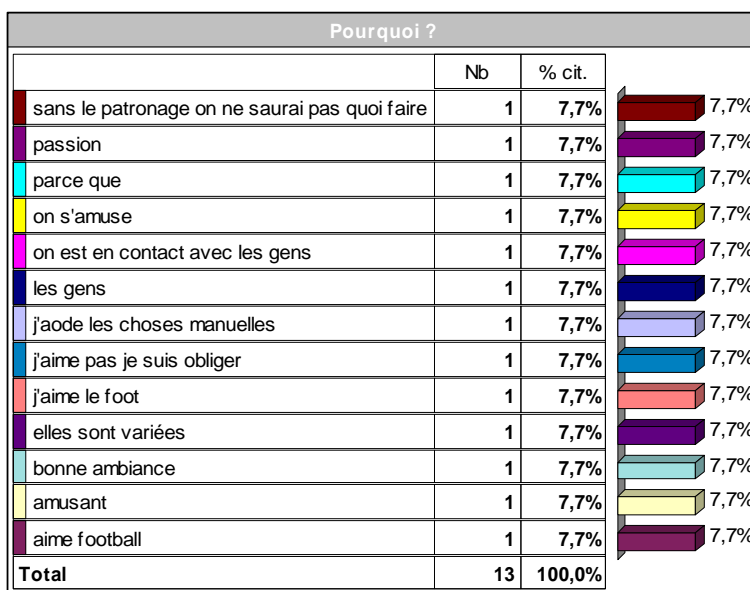 Pourquoi ?
Nb % cit.
sans le patronage on ne saurai pas quoi faire 1 7,7% 7,7%
passion 1 7,7% 7,7%
parce que 1 7,7% 7,7%
on s'amuse 1 7,7% 7,7%
on est en contact avec les gens 1 7,7% 7,7%
les gens 1 7,7% 7,7%
j'aode les choses manuelles 1 7,7% 7,7%
j'aime pas je suis obliger 1 7,7% 7,7%
j'aime le foot 1 7,7% 7,7%
elles sont variées 1 7,7% 7,7%
bonne ambiance 1 7,7% 7,7%
amusant 1 7,7% 7,7%
aime football 1 7,7% 7,7%
Total 13 100,0%